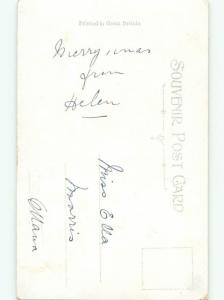 Printed in Great Britain
SOUVENIR POST CARD
Merry Xmas
from
Helen
Miss Ella
Morris
Ottawa